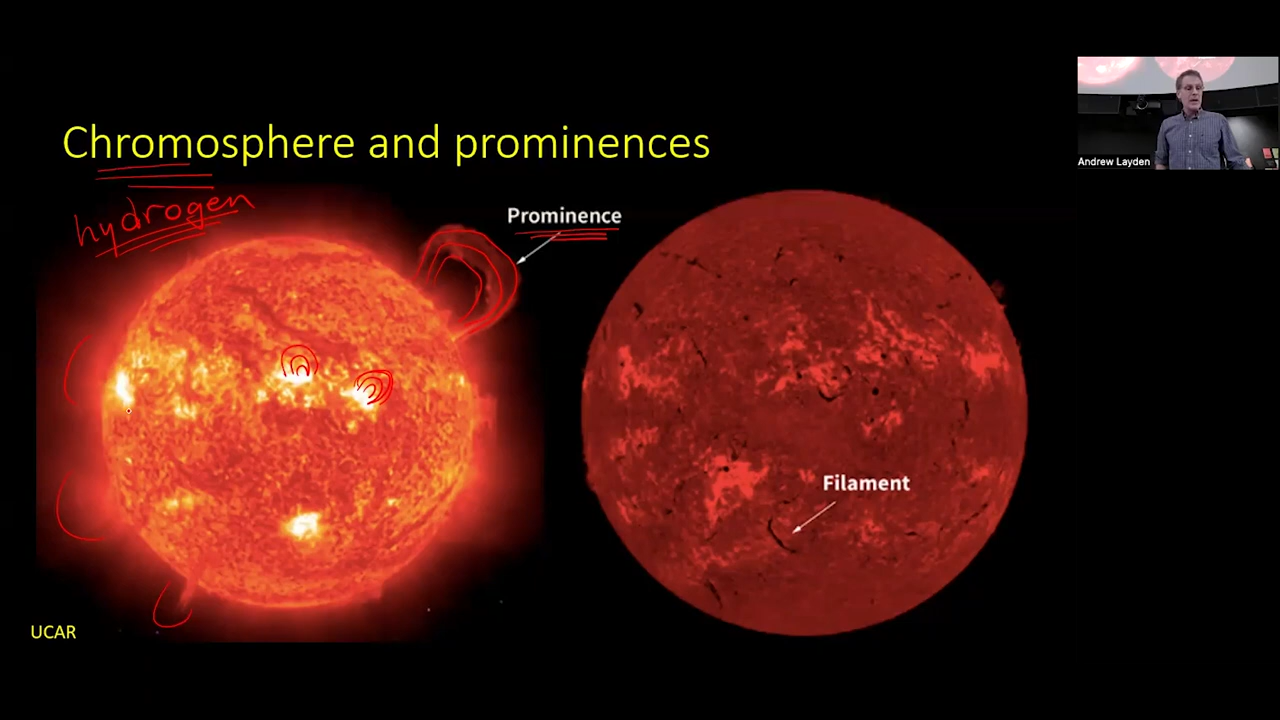 Chromosphere and prominences
hydrogen
Prominence
Andrew Layden
Filament
UCAR